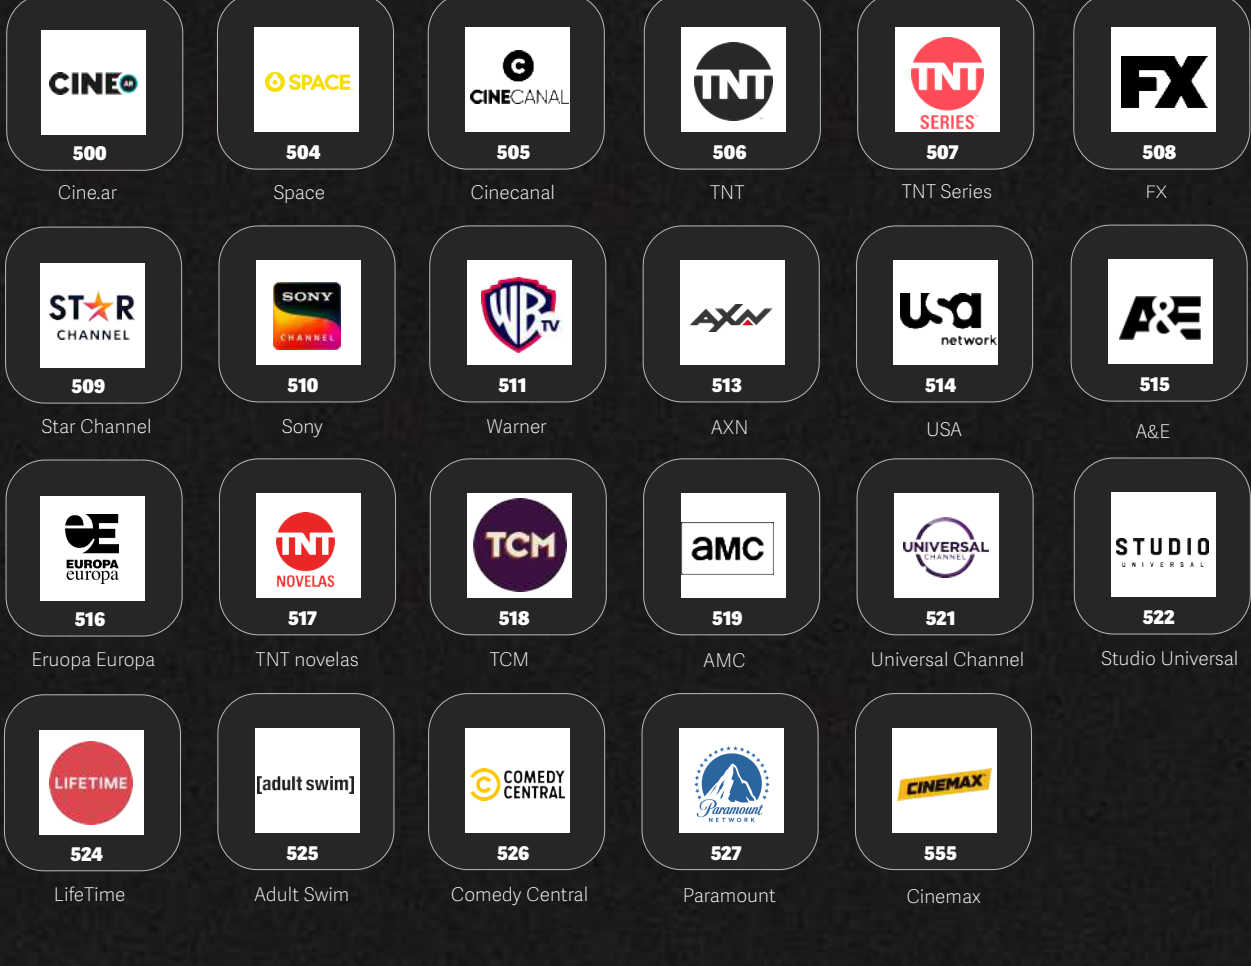 CINE AR
500
Cine.ar
SPACE
504
Space
C
CINECANAL
505
Cinecanal
TNT
506
TNT
TNT
SERIES
507
TNT Series
FX
508
FX
ST R
CHANNEL
509
Star Channel
SONY
CHANNEL
510
Sony
WB TV
511
Warner
AXN
513
AXN
usa
network
514
USA
A&E
515
A&E
eE
EUROPA
europa
516
Eruopa Europa
TNT
NOVELAS
517
TNT novelas
TCM
518
TCM
aMC
519
AMC
UNIVERSAL
CHANNEL
521
Universal Channel
STUDIO
UNIVERSAL
522
Studio Universal
LIFETIME
524
LifeTime
[adult swim]
525
Adult Swim
COMEDY
CENTRAL
526
Comedy Central
Paramount
NETWORK
527
Paramount
CINEMAX
555
Cinemax